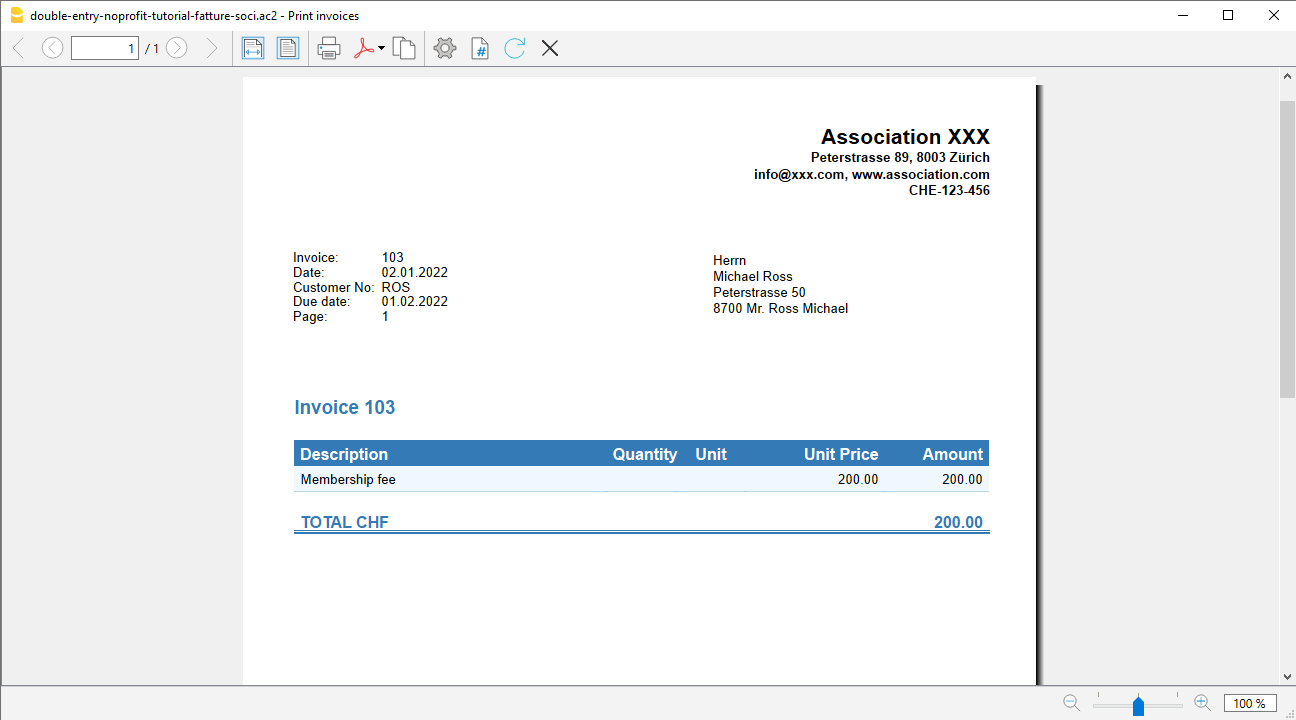 double-entry-noprofit-tutorial-fatture-soci.ac2 - Print invoices
1 / 1
#
Association XXX
Peterstrasse 89, 8003 Zürich
info@xxx.com, www.association.com
CHE-123-456
Invoice: 103
Date: 02.01.2022
Customer No: ROS
Due date: 01.02.2022
Page: 1
Herrn
Michael Ross
Peterstrasse 50
8700 Mr. Ross Michael
Invoice 103
Description Quantity Unit Unit Price Amount
Membership fee 200.00 200.00
TOTAL CHF 200.00
100 %